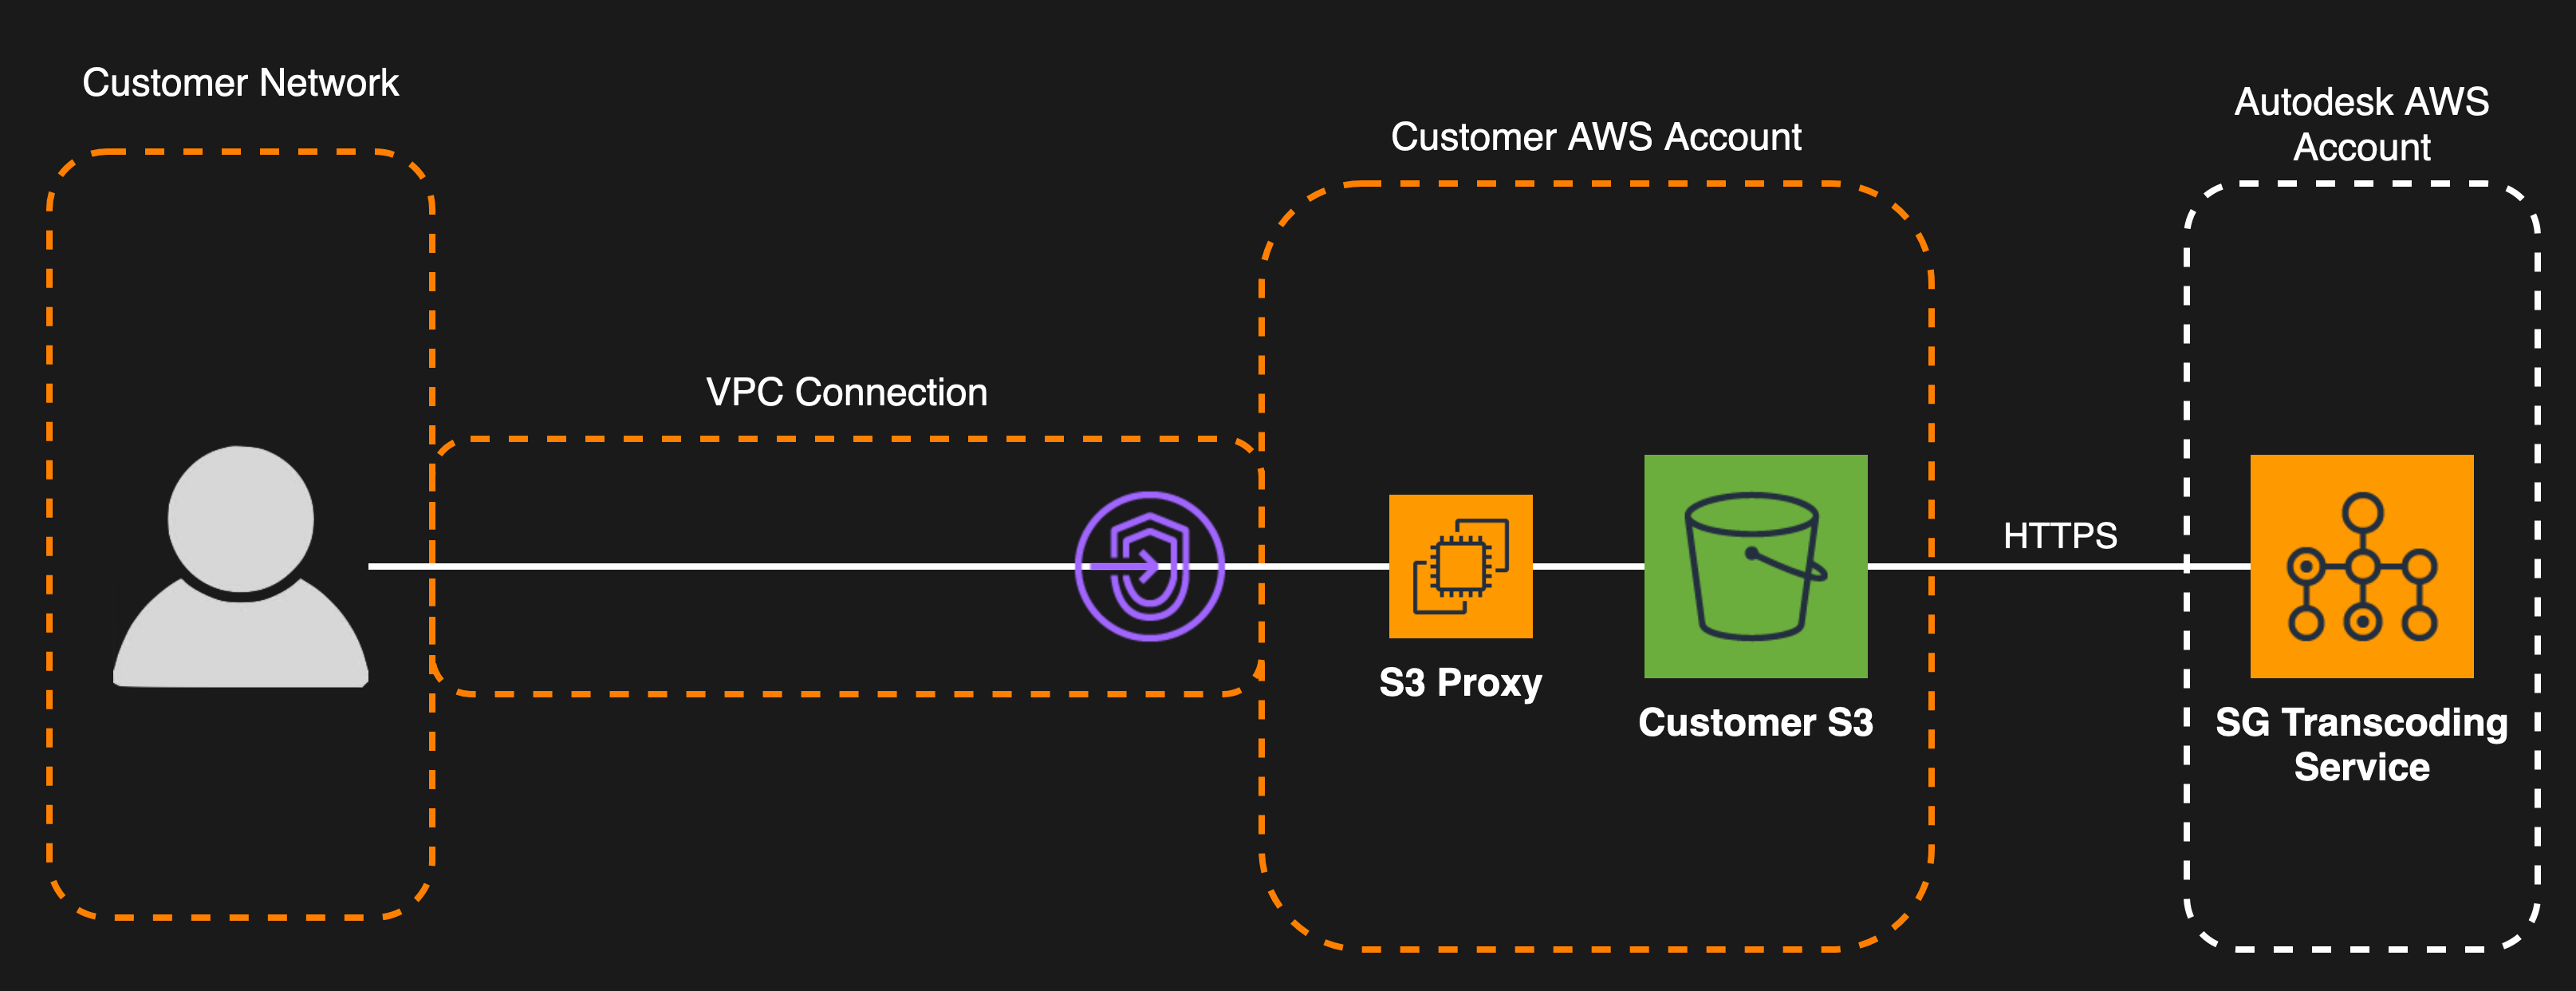 Customer Network
Customer AWS Account
Autodesk AWS
Account
VPC Connection
HTTPS
S3 Proxy
Customer S3
SG Transcoding
Service